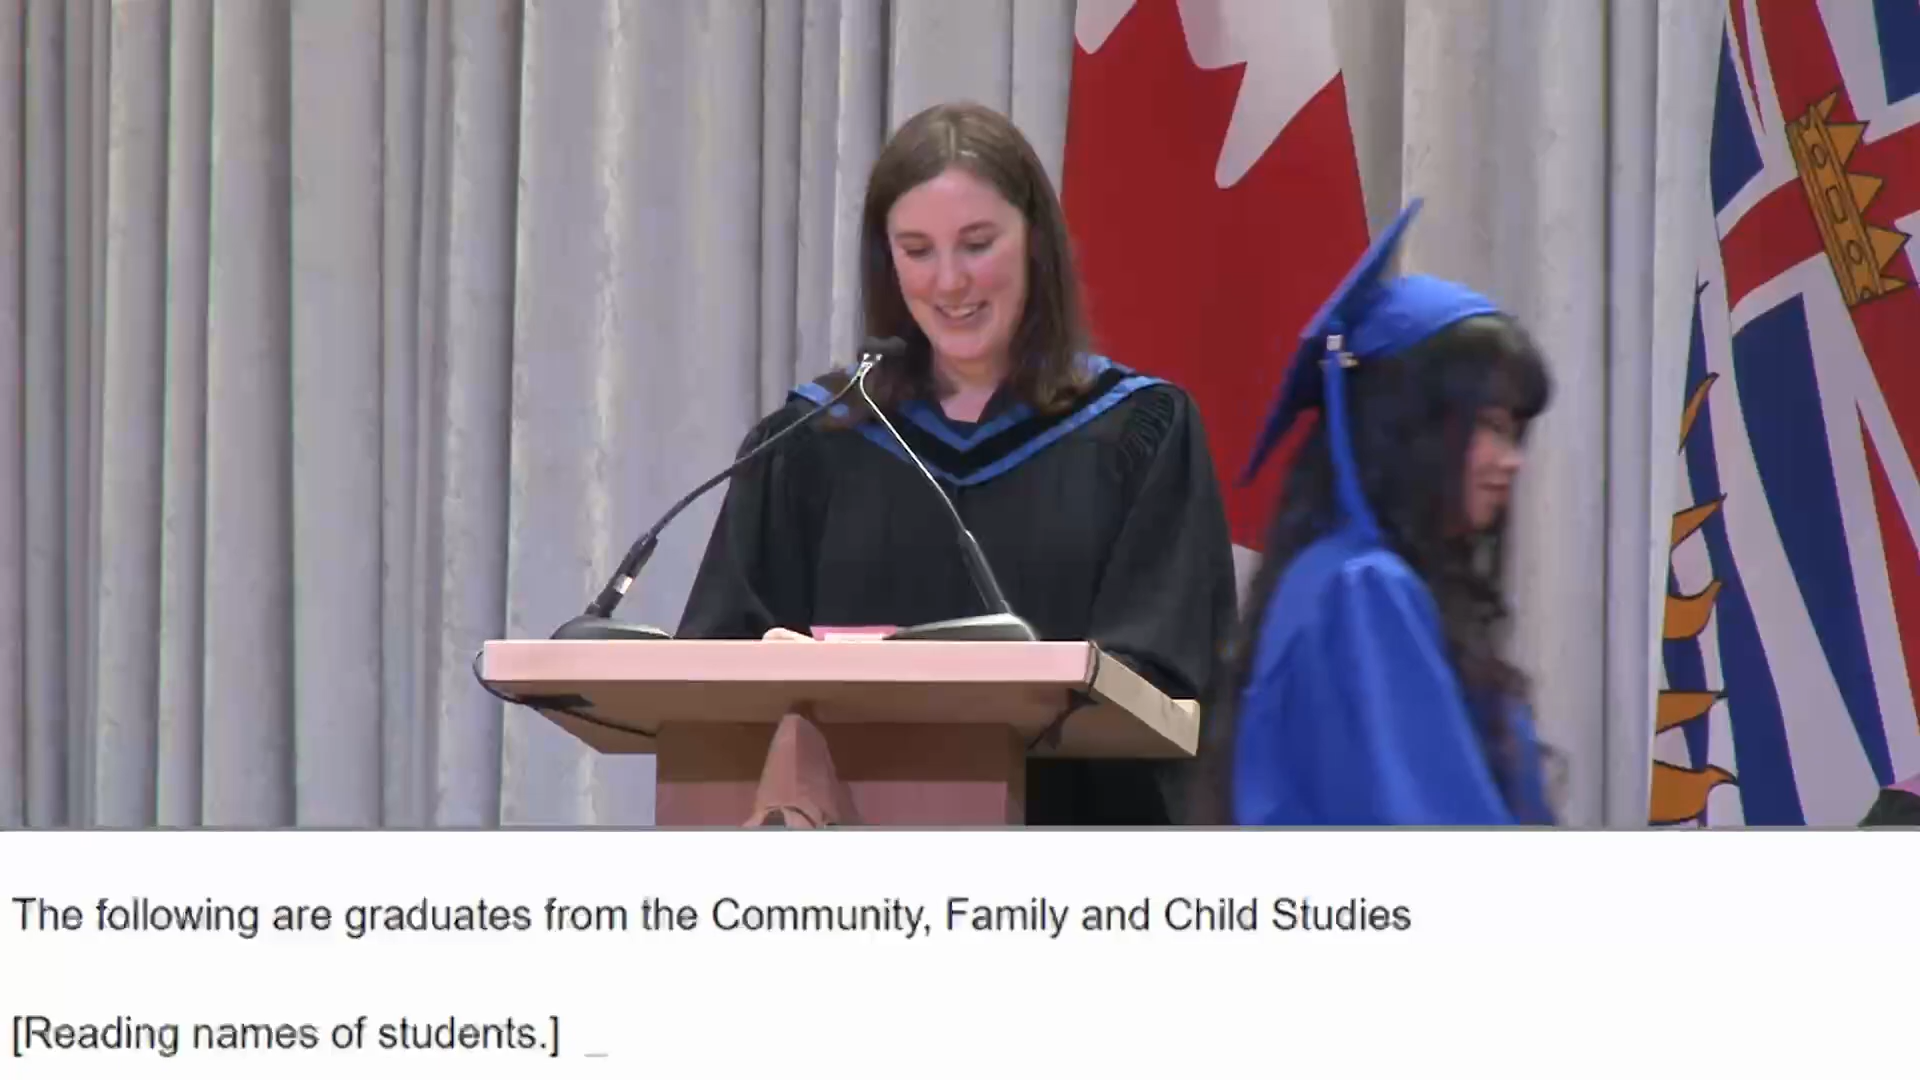 The following are graduates from the Community, Family and Child Studies
[Reading names of students.] _